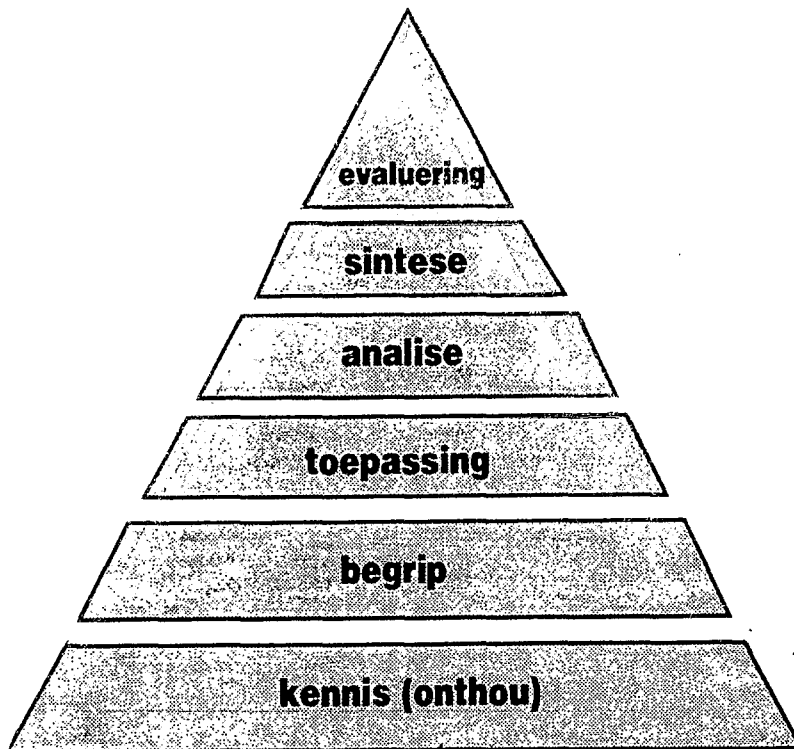 evaluering
sintese
analise
toepassing
begrip
kennis (onthou)